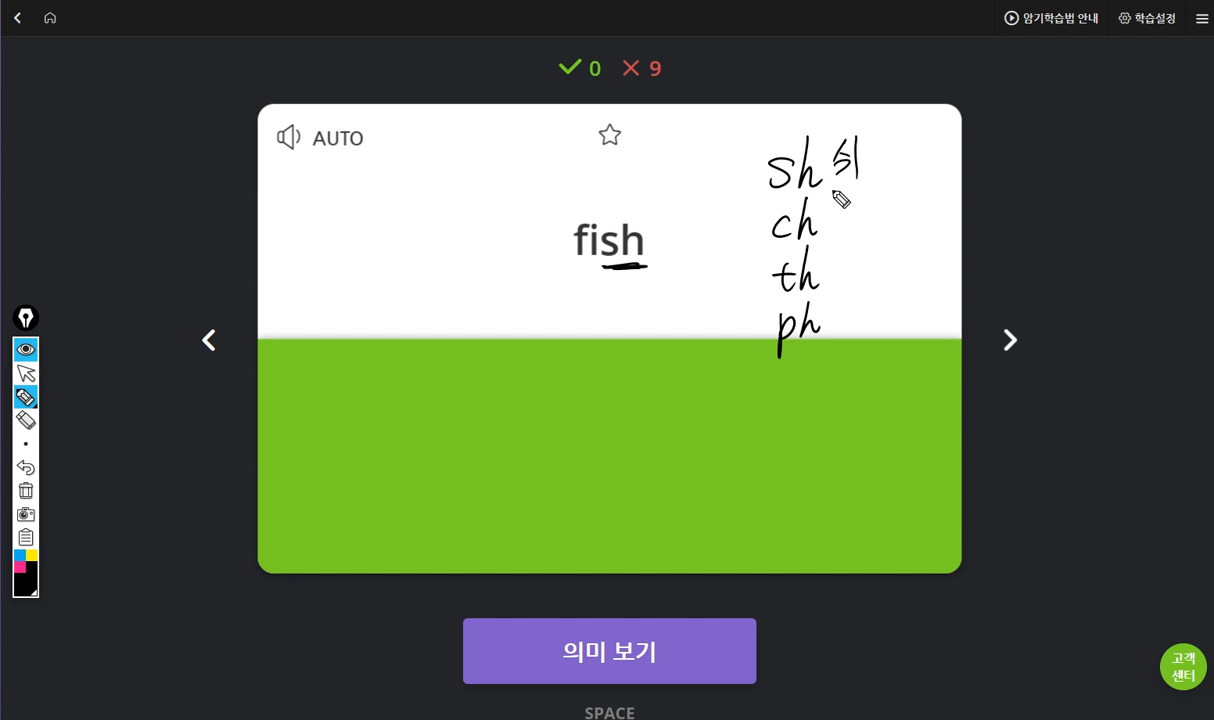 암기학습법 안내 학습설정
0 9
AUTO
fish
sh 쉬
ch
th
ph
의미 보기
SPACE
고객
센터